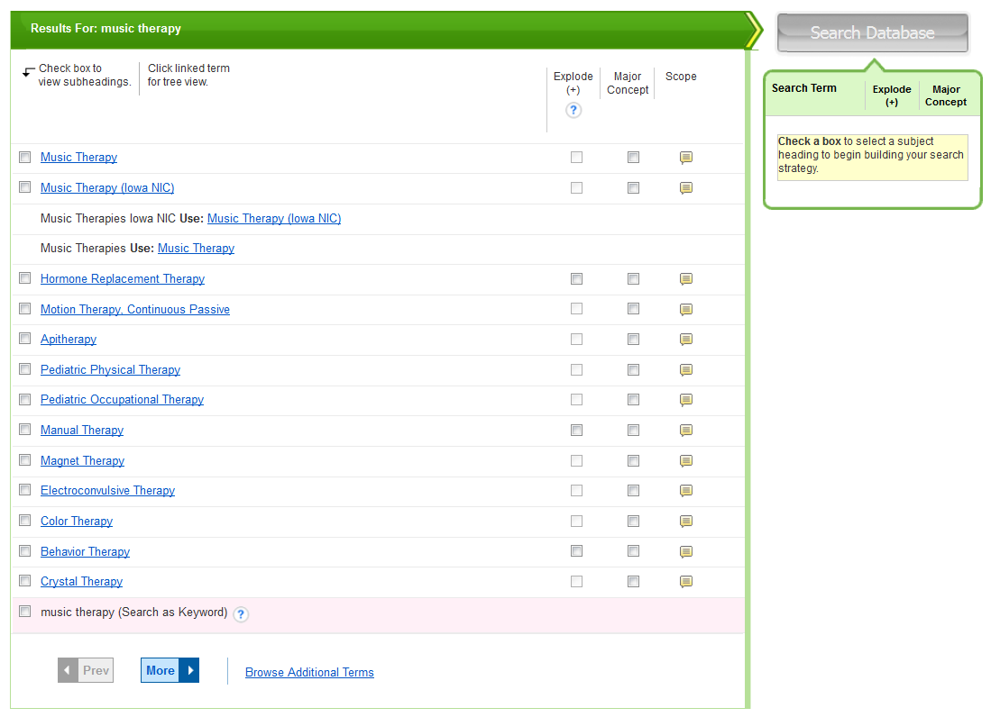 Results For: music therapy
Search Database
Check box to
view subheadings.
Click linked term
for tree view.
Explode
(+)
?
Major
Concept
Scope
Search Term
Explode
(+)
Major
Concept
Check a box to select a subject
heading to begin building your search
strategy.
Music Therapy
Music Therapy (Iowa NIC)
Music Therapies Iowa NIC Use: Music Therapy (Iowa NIC)
Music Therapies Use: Music Therapy
Hormone Replacement Therapy
Motion Therapy, Continuous Passive
Apitherapy
Pediatric Physical Therapy
Pediatric Occupational Therapy
Manual Therapy
Magnet Therapy
Electroconvulsive Therapy
Color Therapy
Behavior Therapy
Crystal Therapy
music therapy (Search as Keyword) ?
Prev
More
Browse Additional Terms